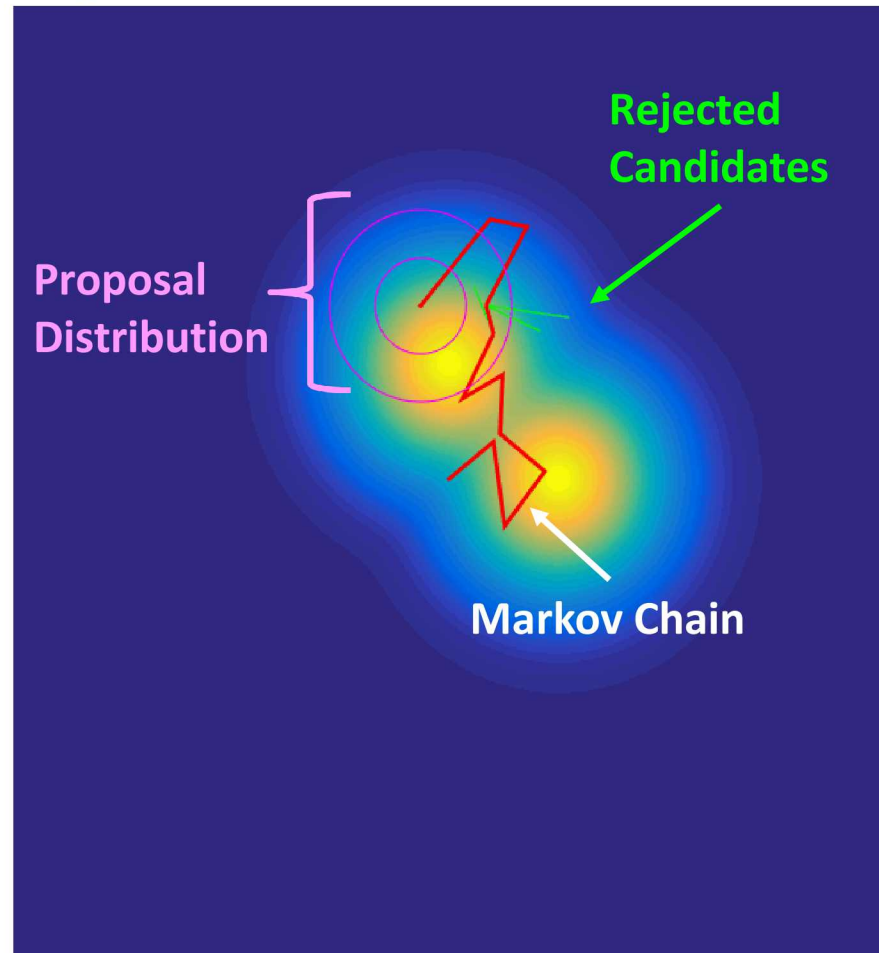 Rejected
Candidates
Proposal
Distribution
Markov Chain